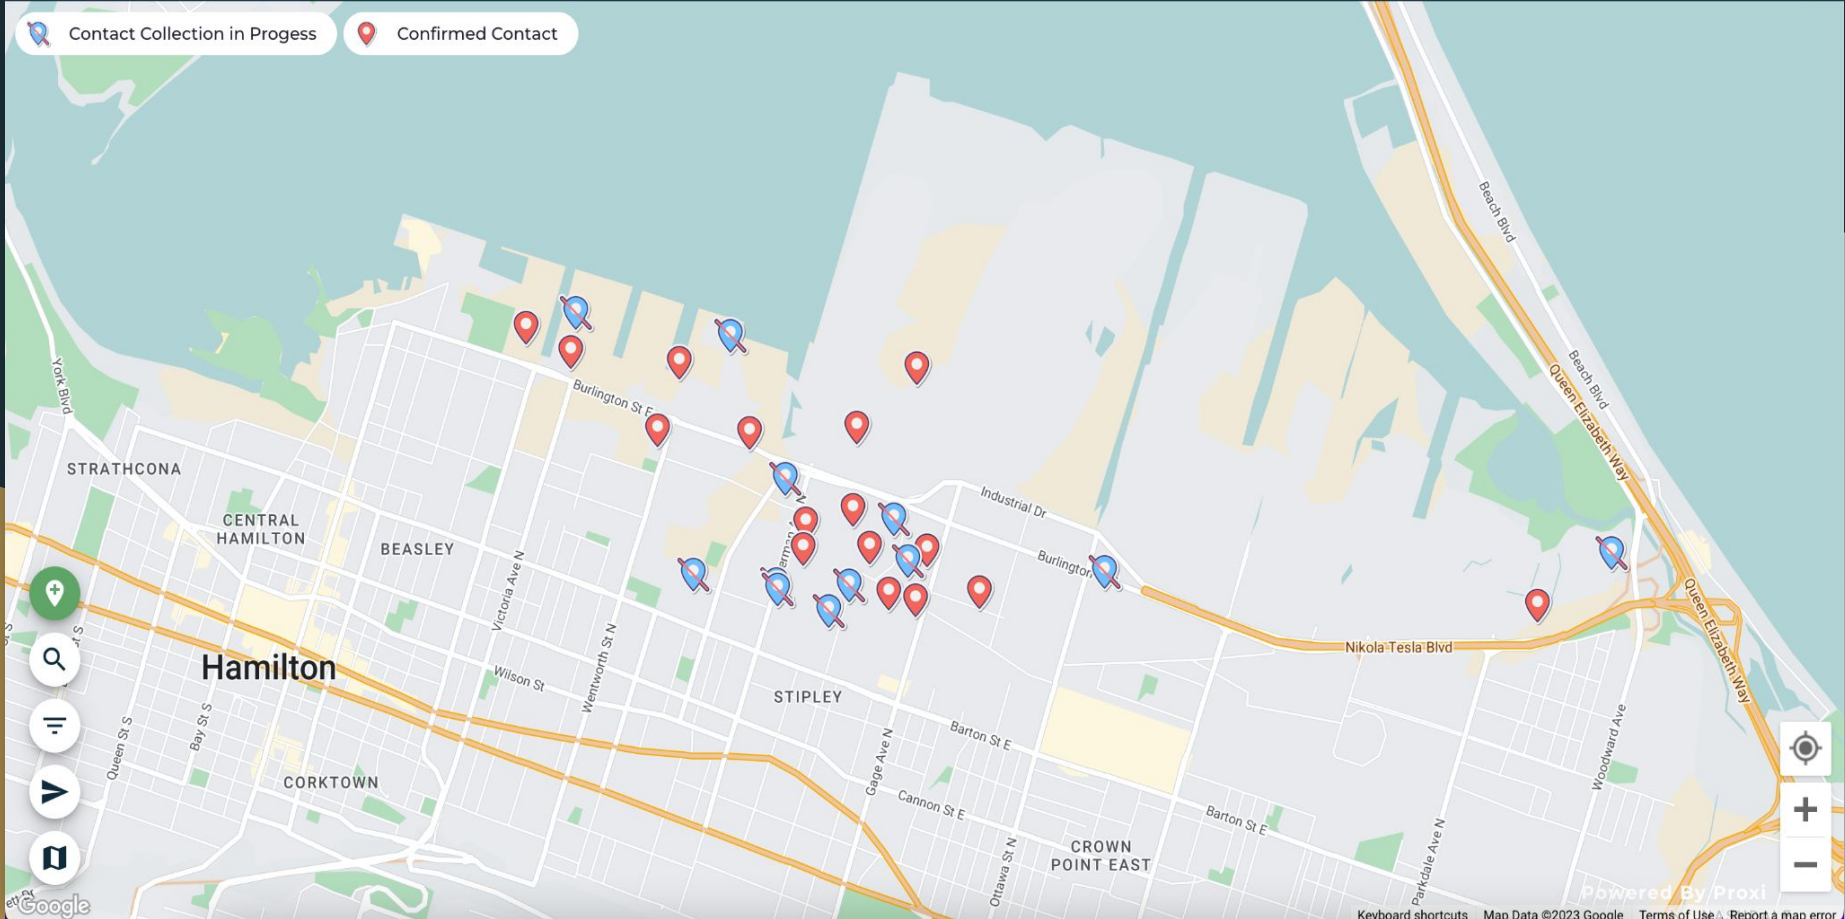 Contact Collection in Progess
Confirmed Contact
Beach Blvd
Beach Blvd
Queen Elizabeth Way
York Blvd
Burlington St E
STRATHCONA
Industrial Dr
CENTRAL
HAMILTON
BEASLEY
Victoria Ave N
Burlington
Queen Elizabeth Way
Nikola Tesla Blvd
Hamilton
Wilson St
Wentworth St N
STIPLEY
Queen St S
Bay St S
Barton St E
Gage Ave N
Woodward Ave
CORKTOWN
Cannon St E
Barton St E
CROWN
POINT EAST
Ottawa St N
Parkdale Ave N
Powered By Proxi
Google
Keyboard shortcuts
Map Data ©2023 Google
Terms of Use
Report a map error